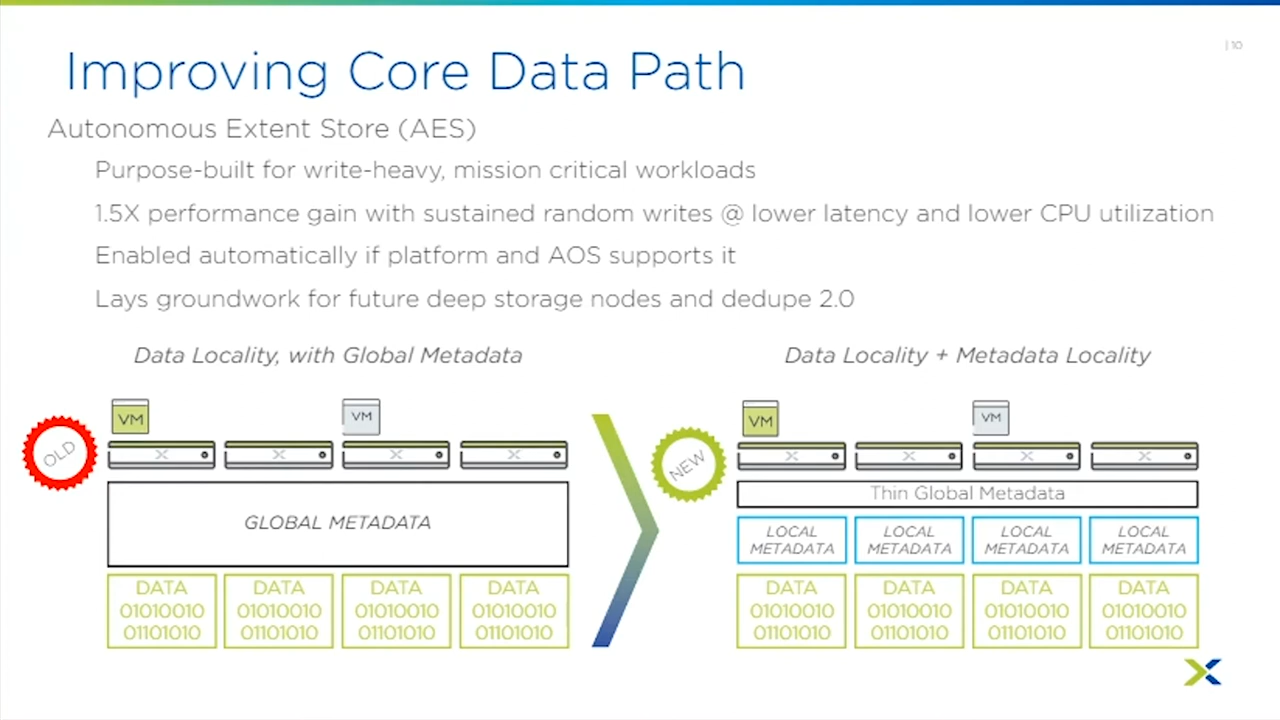 | 10
Improving Core Data Path
Autonomous Extent Store (AES)
Purpose-built for write-heavy, mission critical workloads
1.5X performance gain with sustained random writes @ lower latency and lower CPU utilization
Enabled automatically if platform and AOS supports it
Lays groundwork for future deep storage nodes and dedupe 2.0
Data Locality, with Global Metadata
VM
VM
OLD
GLOBAL METADATA
DATA DATA DATA DATA
01010010 01010010 01010010 01010010
01101010 01101010 01101010 01101010
Data Locality + Metadata Locality
VM
VM
NEW
Thin Global Metadata
LOCAL LOCAL LOCAL LOCAL
METADATA METADATA METADATA METADATA
DATA DATA DATA DATA
01010010 01010010 01010010 01010010
01101010 01101010 01101010 01101010